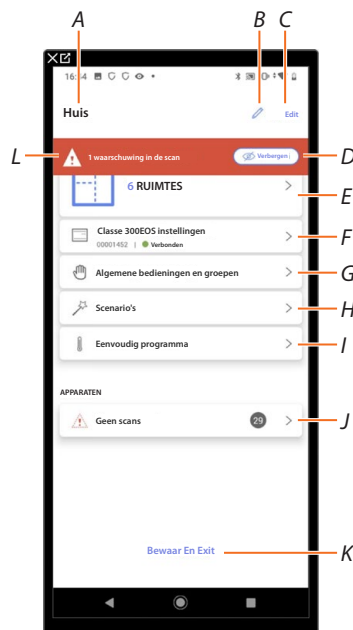 A
B
C
16:54
Huis
Edit
L
1 waarschuwing in de scan
Verbergen
D
6 RUIMTES
E
Classe 300EOS instellingen
00001452 | Verbonden
F
Algemene bedieningen en groepen
G
Scenario's
H
Eenvoudig programma
I
APPARATEN
Geen scans
29
J
Bewaar En Exit
K